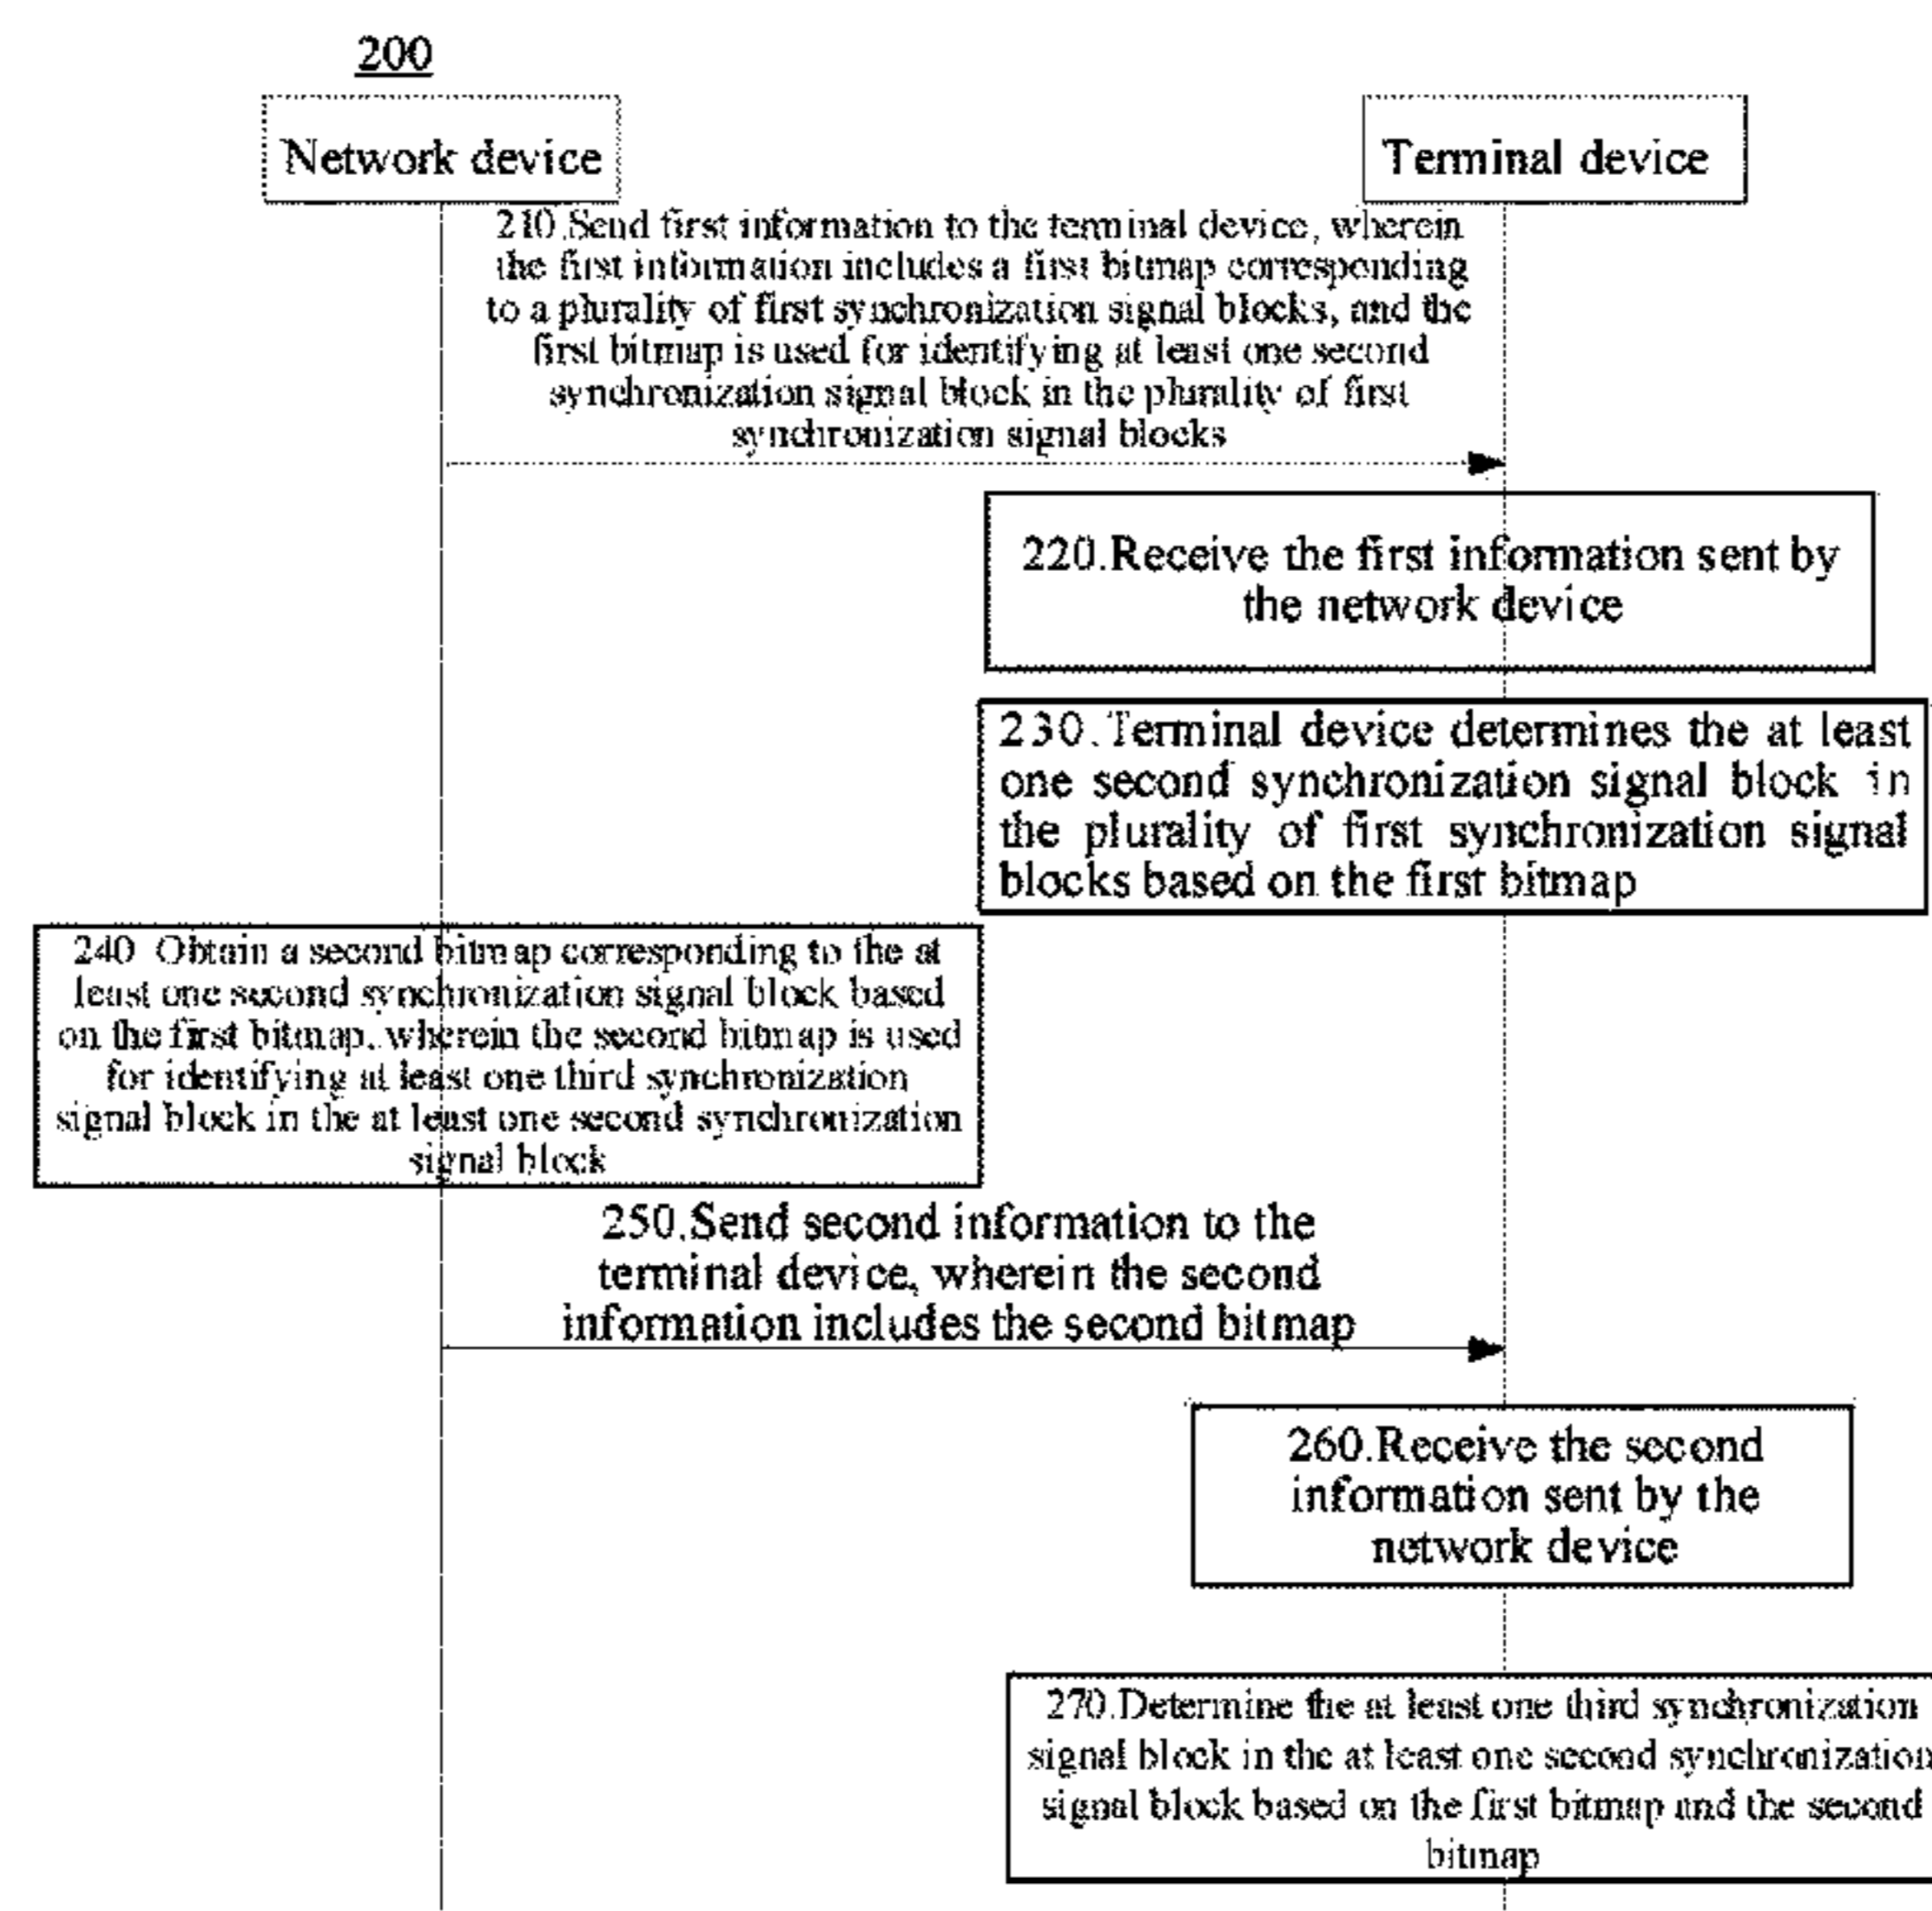 200
Network device
Terminal device
210.Send first information to the terminal device, wherein
the first information includes a first bitmap corresponding
to a plurality of first synchronization signal blocks, and the
first bitmap is used for identifying at least one second
synchronization signal block in the plurality of first
synchronization signal blocks
220.Receive the first information sent by
the network device
230.Terminal device determines the at least
one second synchronization signal block in
the plurality of first synchronization signal
blocks based on the first bitmap
240 Obtain a second bitmap corresponding to the at
least one second synchronization signal block based
on the first bitmap, wherein the second bitmap is used
for identifying at least one third synchronization
signal block in the at least one second synchronization
signal block
250.Send second information to the
terminal device, wherein the second
information includes the second bitmap
260.Receive the second
information sent by the
network device
270.Determine the at least one third synchronization
signal block in the at least one second synchronization
signal block based on the first bitmap and the second
bitmap